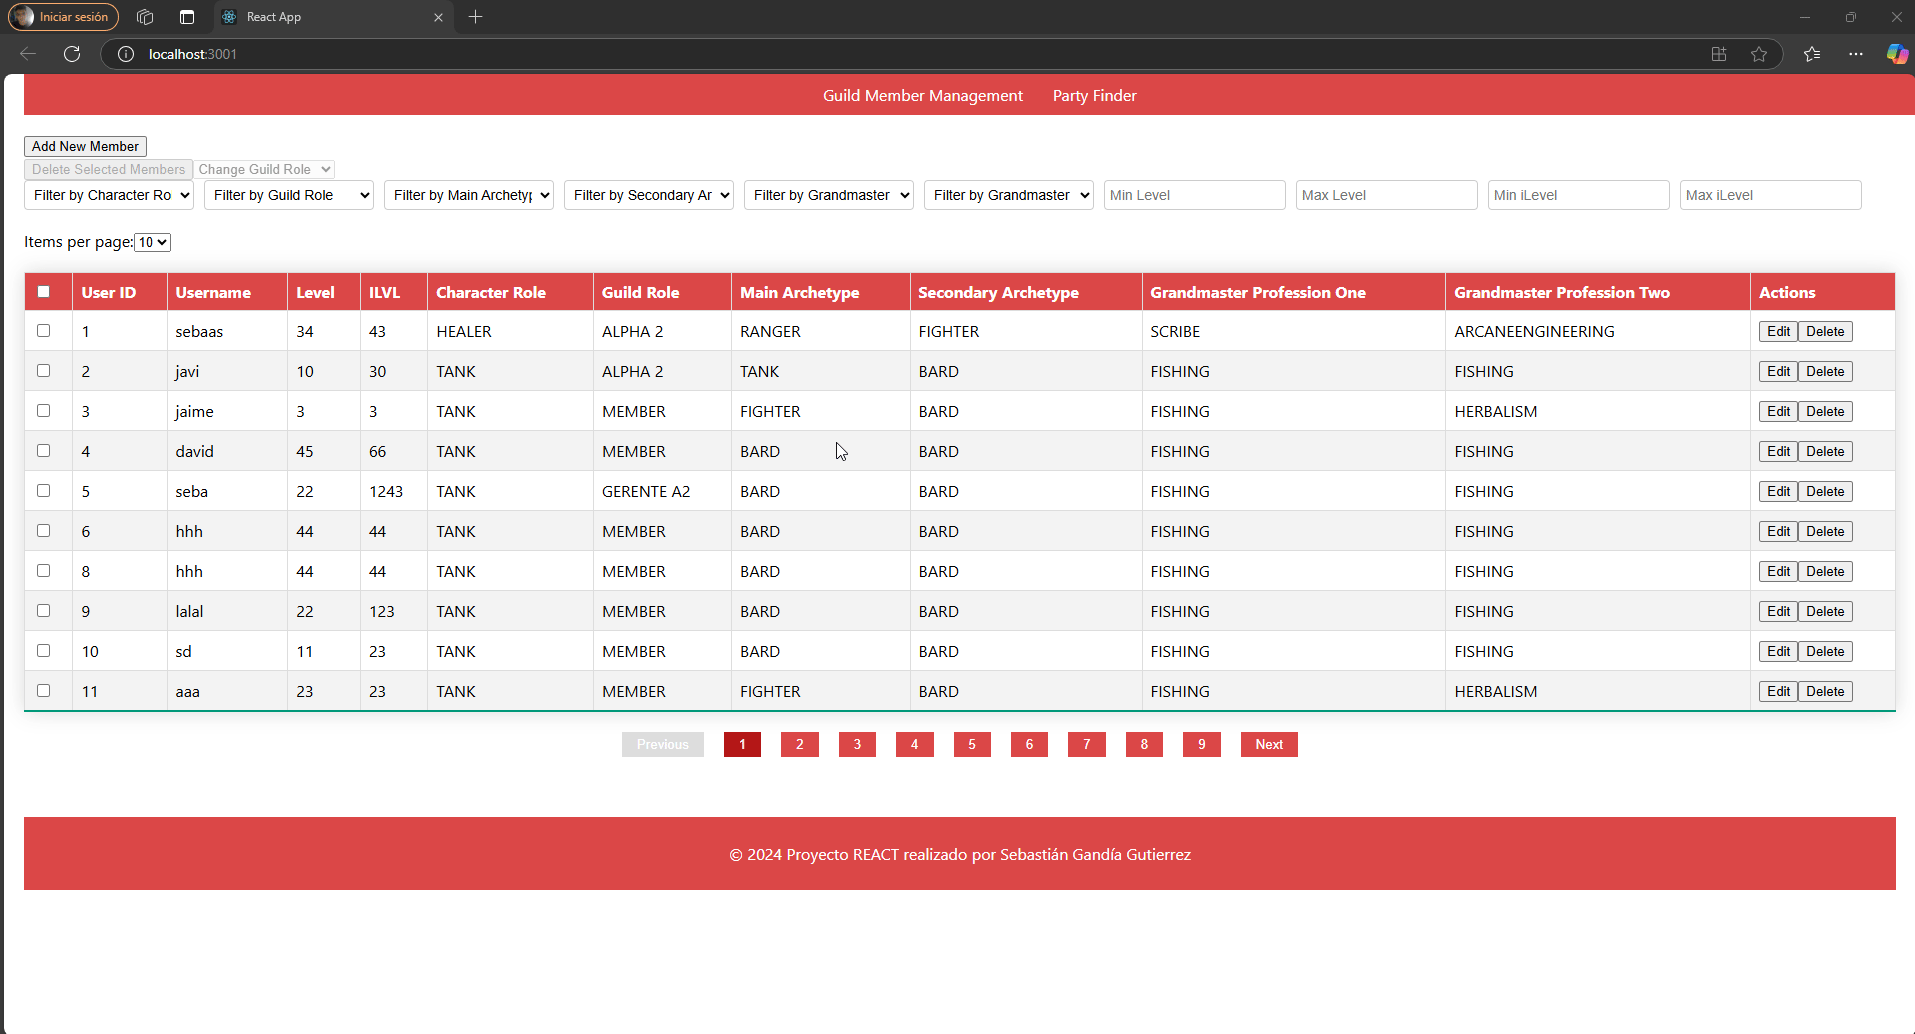 Iniciar sesión
React App
localhost:3001
Guild Member Management Party Finder
Add New Member
Delete Selected Members Change Guild Role
Filter by Character Ro Filter by Guild Role Filter by Main Archetyp Filter by Secondary Ar Filter by Grandmaster Filter by Grandmaster Min Level Max Level Min iLevel Max iLevel
Items per page: 10
User ID Username Level ILVL Character Role Guild Role Main Archetype Secondary Archetype Grandmaster Profession One Grandmaster Profession Two Actions
1 sebaas 34 43 HEALER ALPHA 2 RANGER FIGHTER SCRIBE ARCANEENGINEERING Edit Delete
2 javi 10 30 TANK ALPHA 2 TANK BARD FISHING FISHING Edit Delete
3 jaime 3 3 TANK MEMBER FIGHTER BARD FISHING HERBALISM Edit Delete
4 david 45 66 TANK MEMBER BARD BARD FISHING FISHING Edit Delete
5 seba 22 1243 TANK GERENTE A2 BARD BARD FISHING FISHING Edit Delete
6 hhh 44 44 TANK MEMBER BARD BARD FISHING FISHING Edit Delete
8 hhh 44 44 TANK MEMBER BARD BARD FISHING FISHING Edit Delete
9 lalal 22 123 TANK MEMBER BARD BARD FISHING FISHING Edit Delete
10 sd 11 23 TANK MEMBER BARD BARD FISHING FISHING Edit Delete
11 aaa 23 23 TANK MEMBER FIGHTER BARD FISHING HERBALISM Edit Delete
Previous 1 2 3 4 5 6 7 8 9 Next
© 2024 Proyecto REACT realizado por Sebastián Gandía Gutierrez